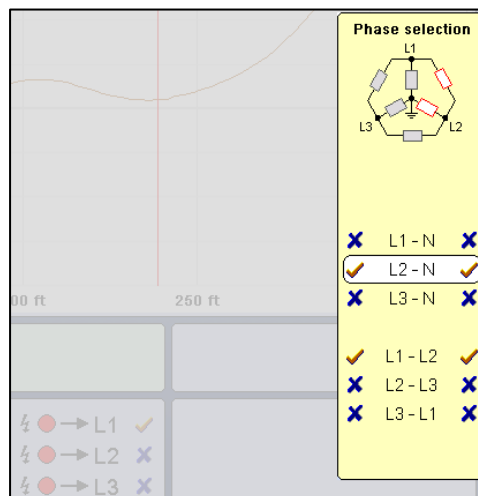 Phase selection
L1
L3
L2
L1 - N
L2 - N
L3 - N
L1 - L2
L2 - L3
L3 - L1
00 ft
250 ft
L1
L2
L3